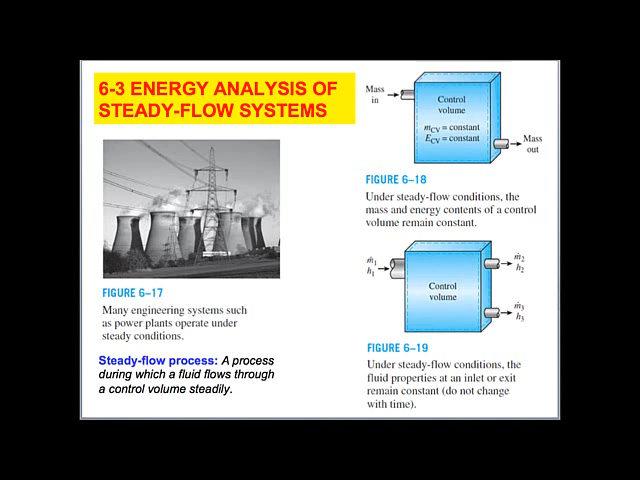 6-3 ENERGY ANALYSIS OF
STEADY-FLOW SYSTEMS
FIGURE 6–17
Many engineering systems such
as power plants operate under
steady conditions.
Steady-flow process: A process
during which a fluid flows through
a control volume steadily.
Mass
in
Control
volume
mCV = constant
ECV = constant
Mass
out
FIGURE 6–18
Under steady-flow conditions, the
mass and energy contents of a control
volume remain constant.
ṁ1
h1
Control
volume
ṁ2
h2
ṁ3
h3
FIGURE 6–19
Under steady-flow conditions, the
fluid properties at an inlet or exit
remain constant (do not change
with time).